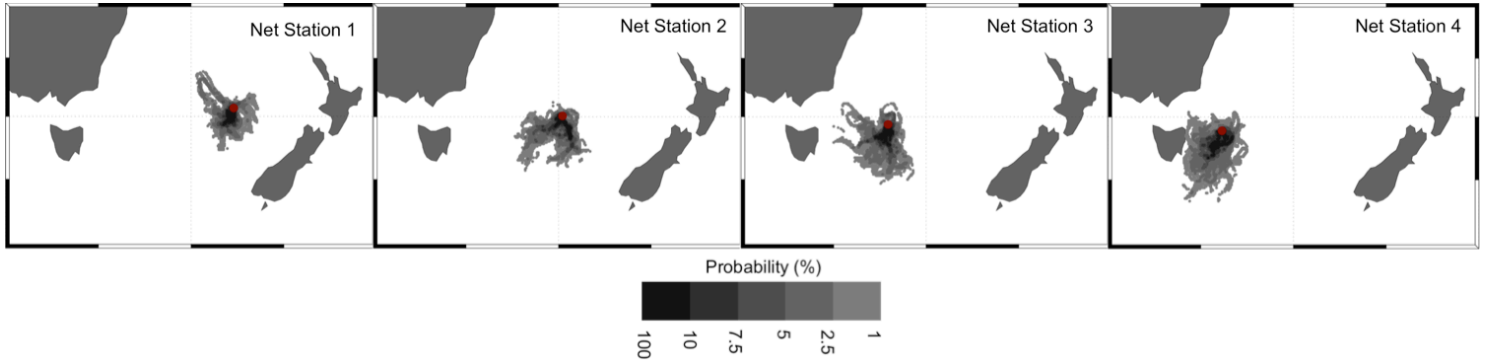 Net Station 1
Net Station 2
Net Station 3
Net Station 4
Probability (%)
100 10 7.5 5 2.5 1